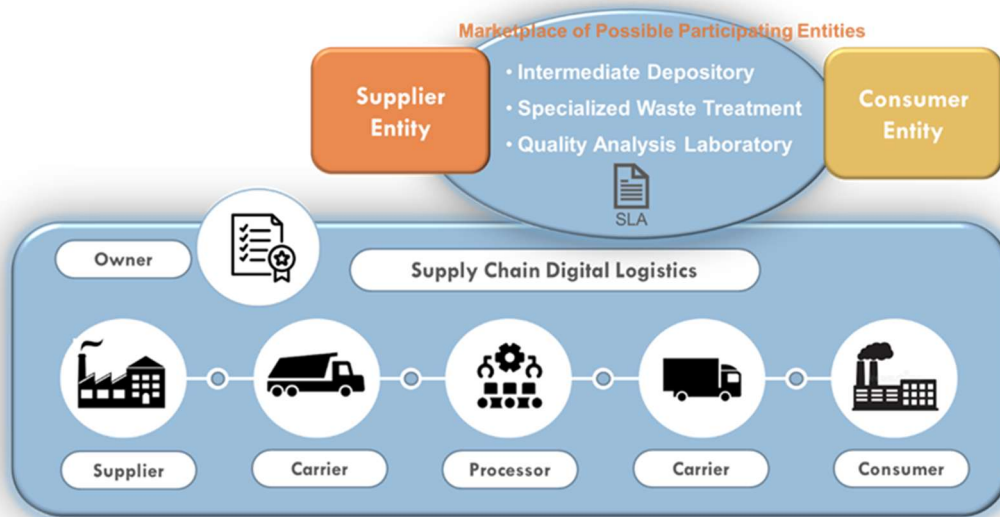 Marketplace of Possible Participating Entities
Supplier
Entity
• Intermediate Depository
• Specialized Waste Treatment
• Quality Analysis Laboratory
SLA
Consumer
Entity
Owner
Supply Chain Digital Logistics
Supplier
Carrier
Processor
Carrier
Consumer